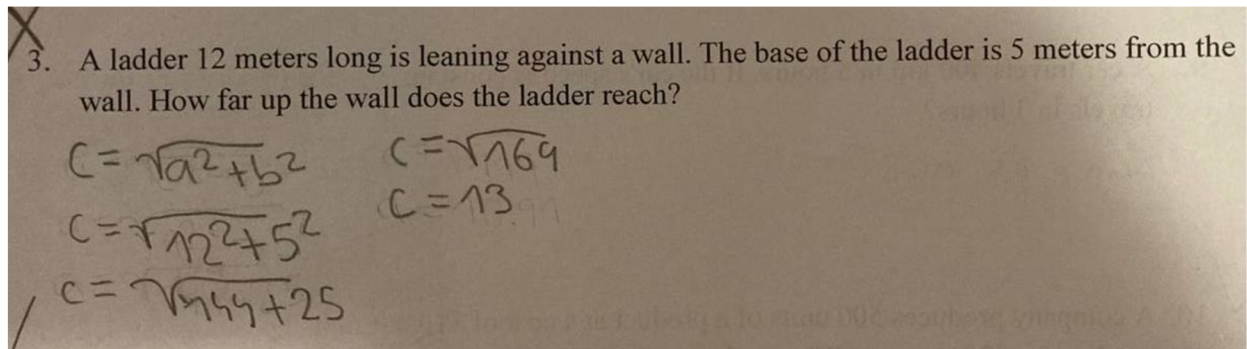 3. A ladder 12 meters long is leaning against a wall. The base of the ladder is 5 meters from the
wall. How far up the wall does the ladder reach?
C = √a²+b²
C = √12²+5²
C = √144+25
C = √169
C = 13